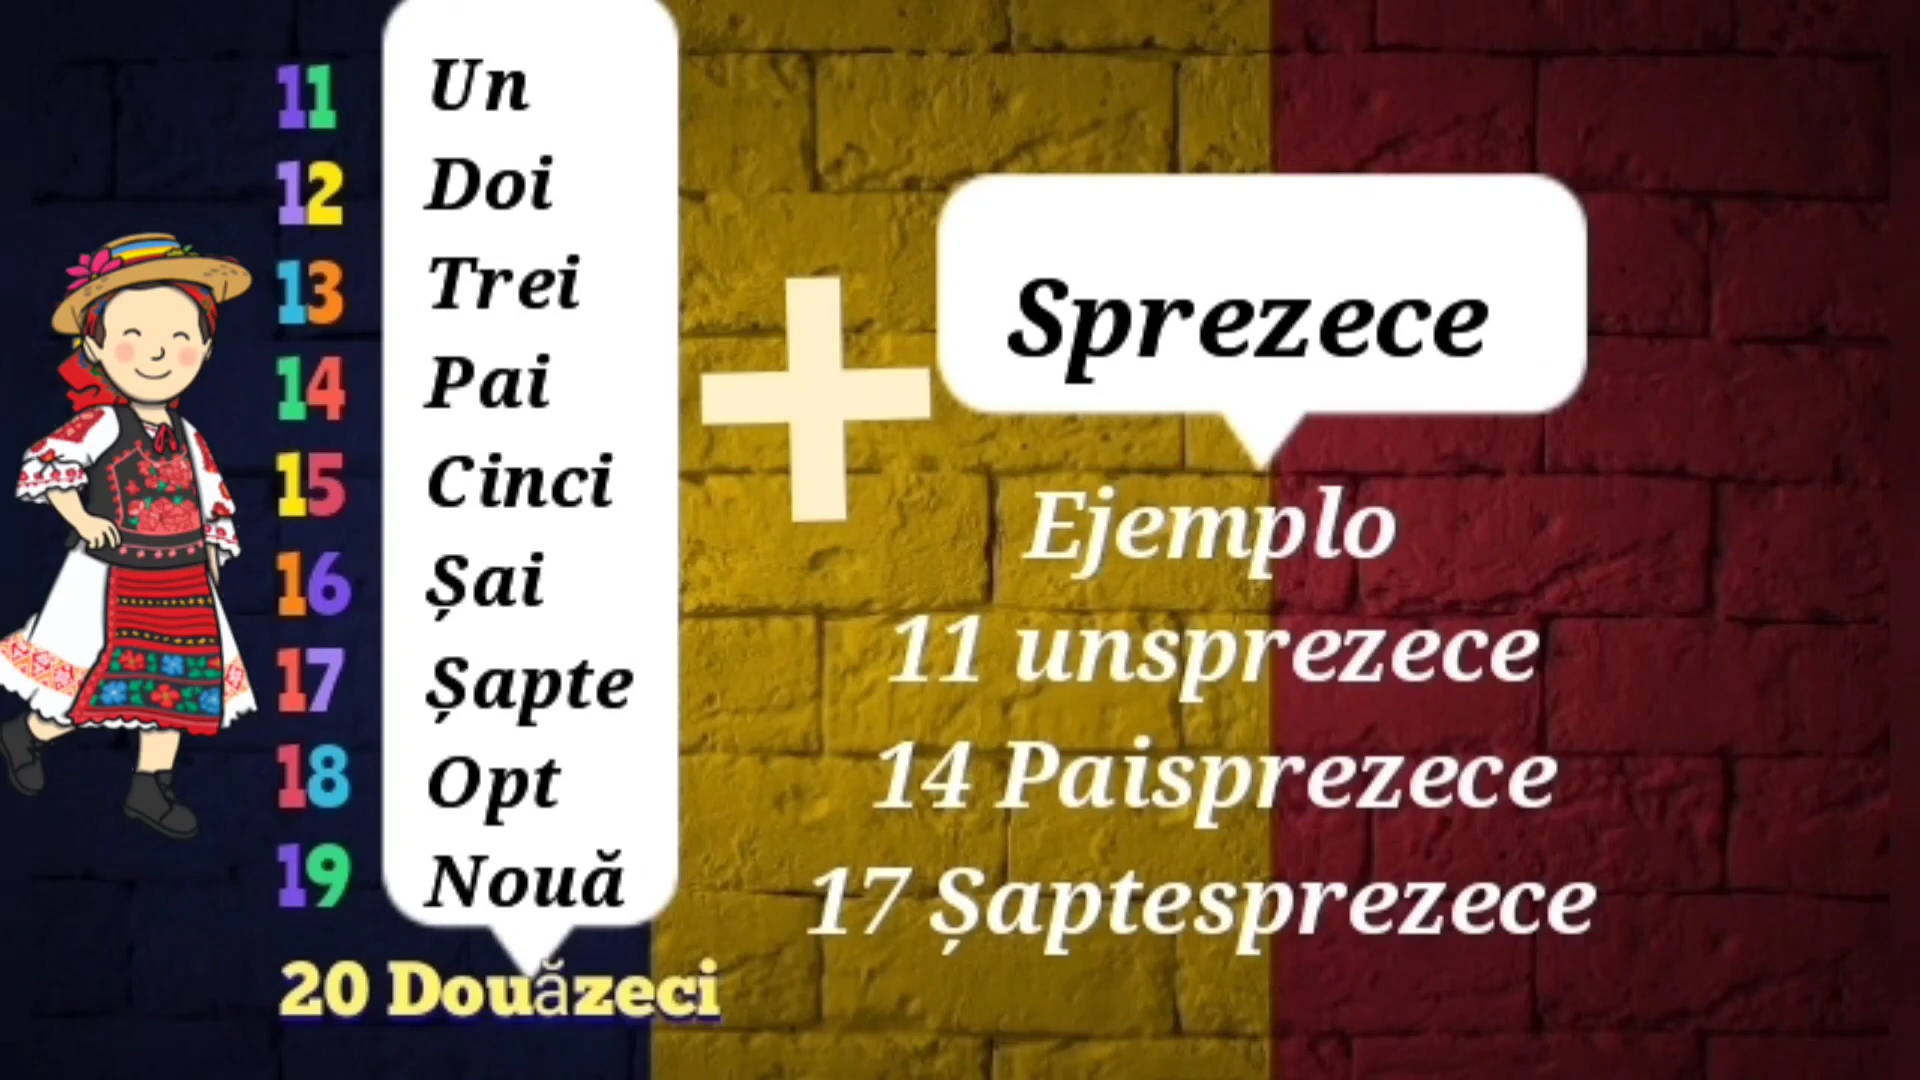 11 Un
12 Doi
13 Trei
14 Pai
15 Cinci
16 Șai
17 Șapte
18 Opt
19 Nouă
20 Douăzeci
+
Sprezece
Ejemplo
11 unsprezece
14 Paisprezece
17 Șaptesprezece